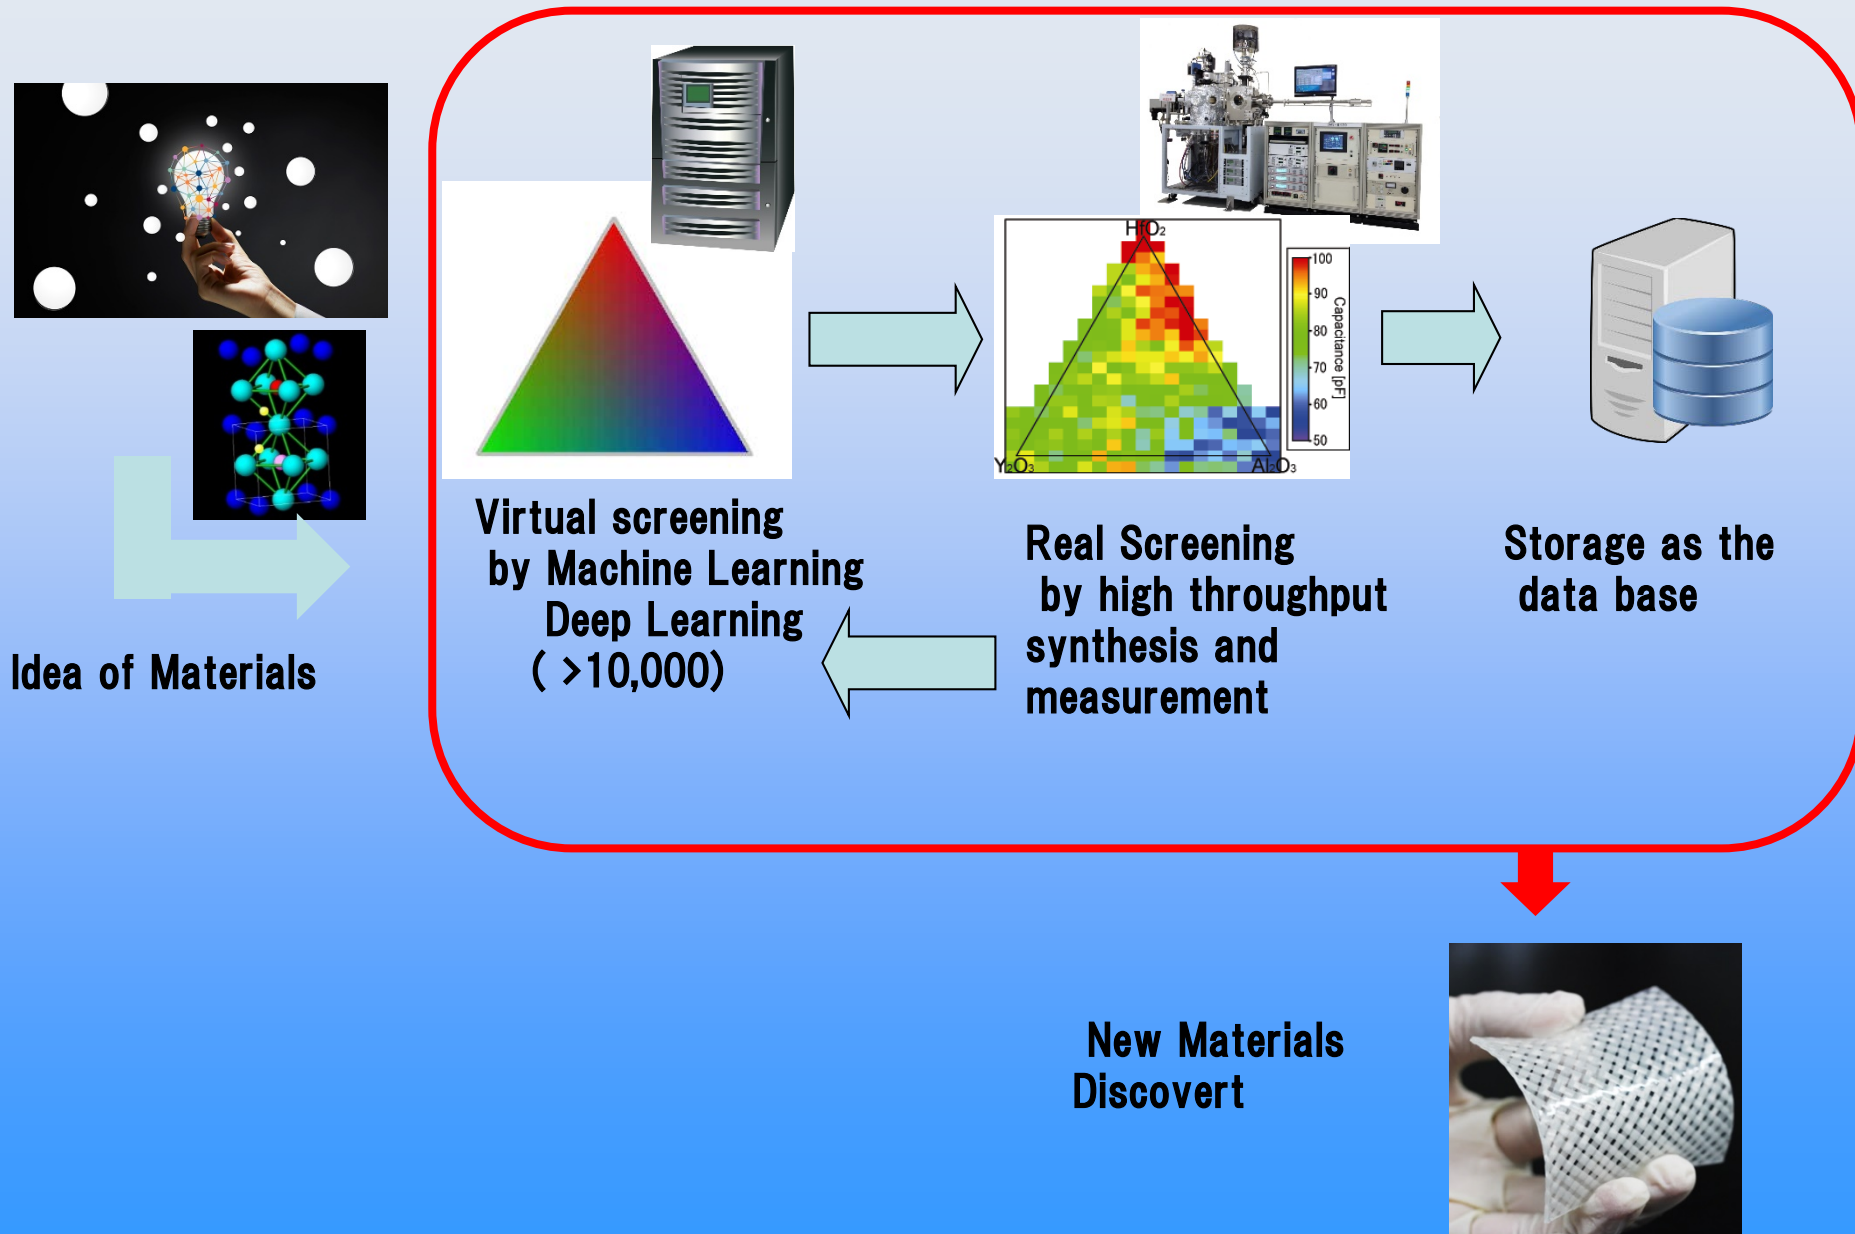 Idea of Materials
Virtual screening
by Machine Learning
Deep Learning
( >10,000)
HfO₂
Y₂O₃
Al₂O₃
100
90
80
70
60
50
Capacitance [pF]
Real Screening
by high throughput
synthesis and
measurement
Storage as the
data base
New Materials
Discovert